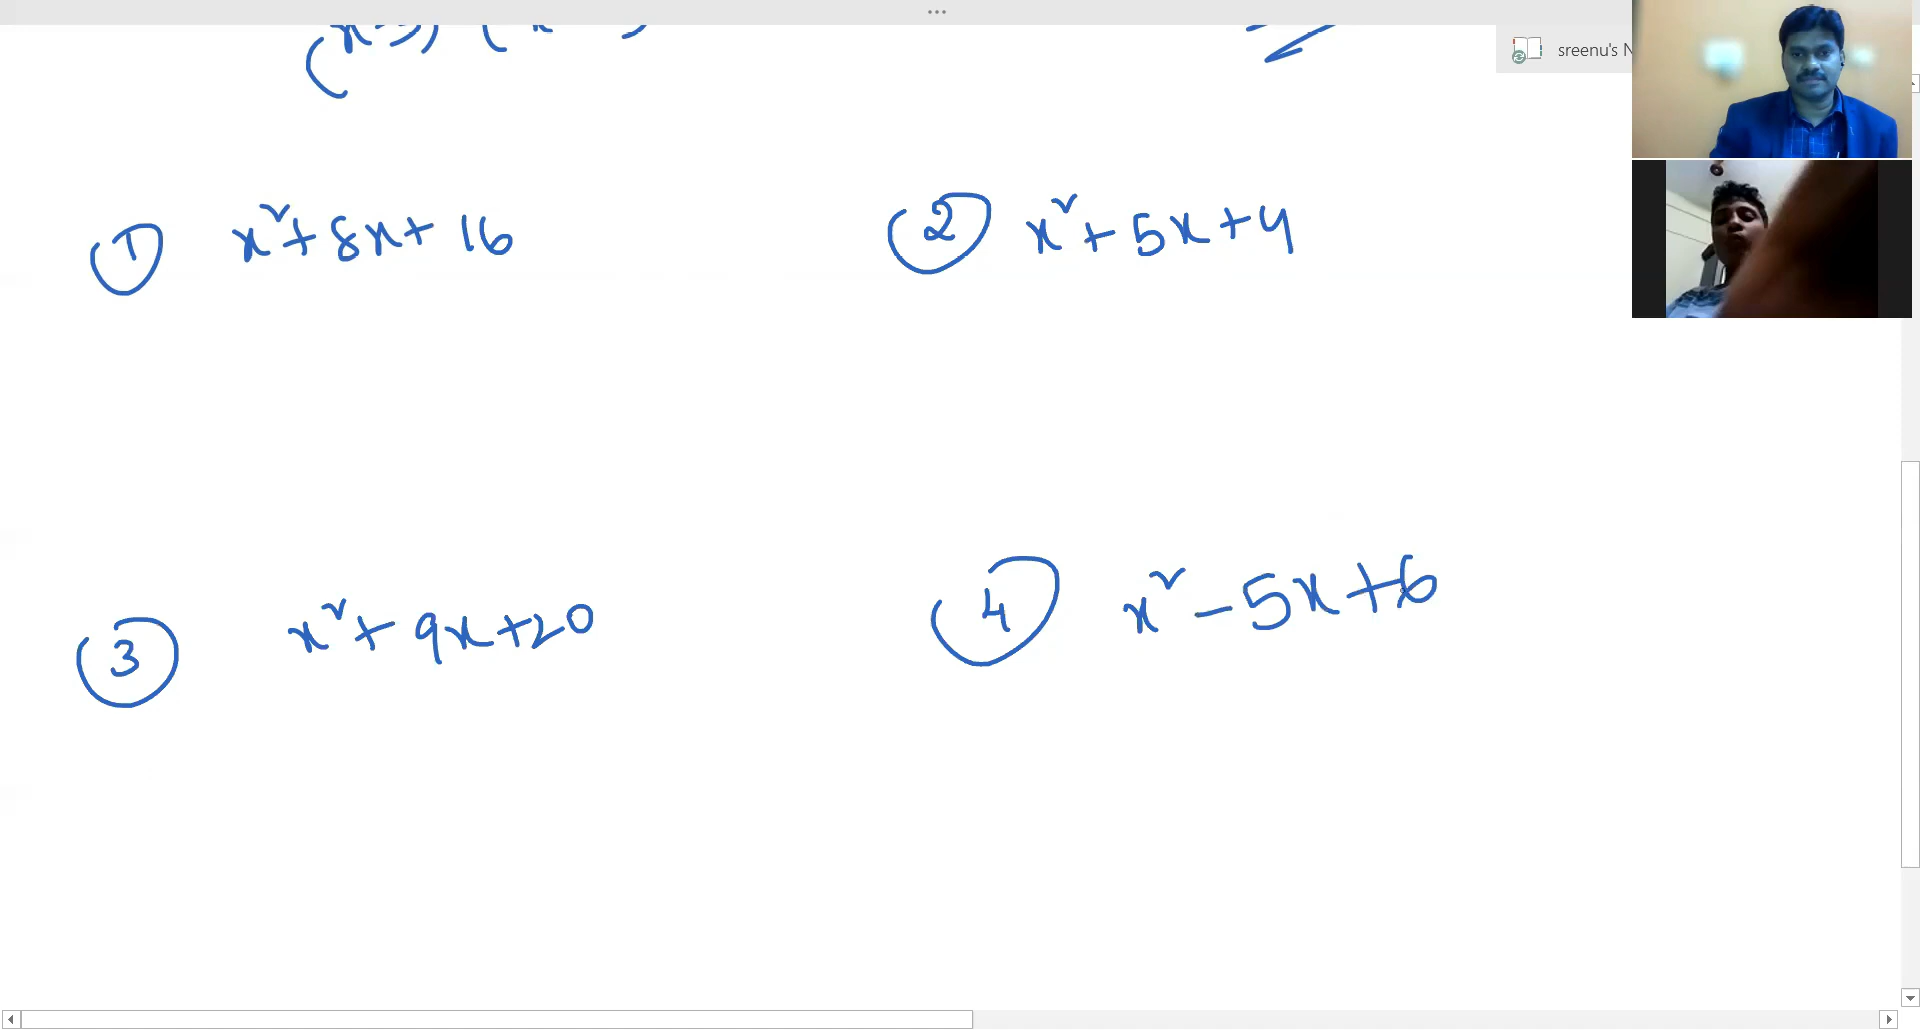 sreenu's N
① x² + 8x + 16
② x² + 5x + 4
③ x² + 9x + 20
④ x² - 5x + 6